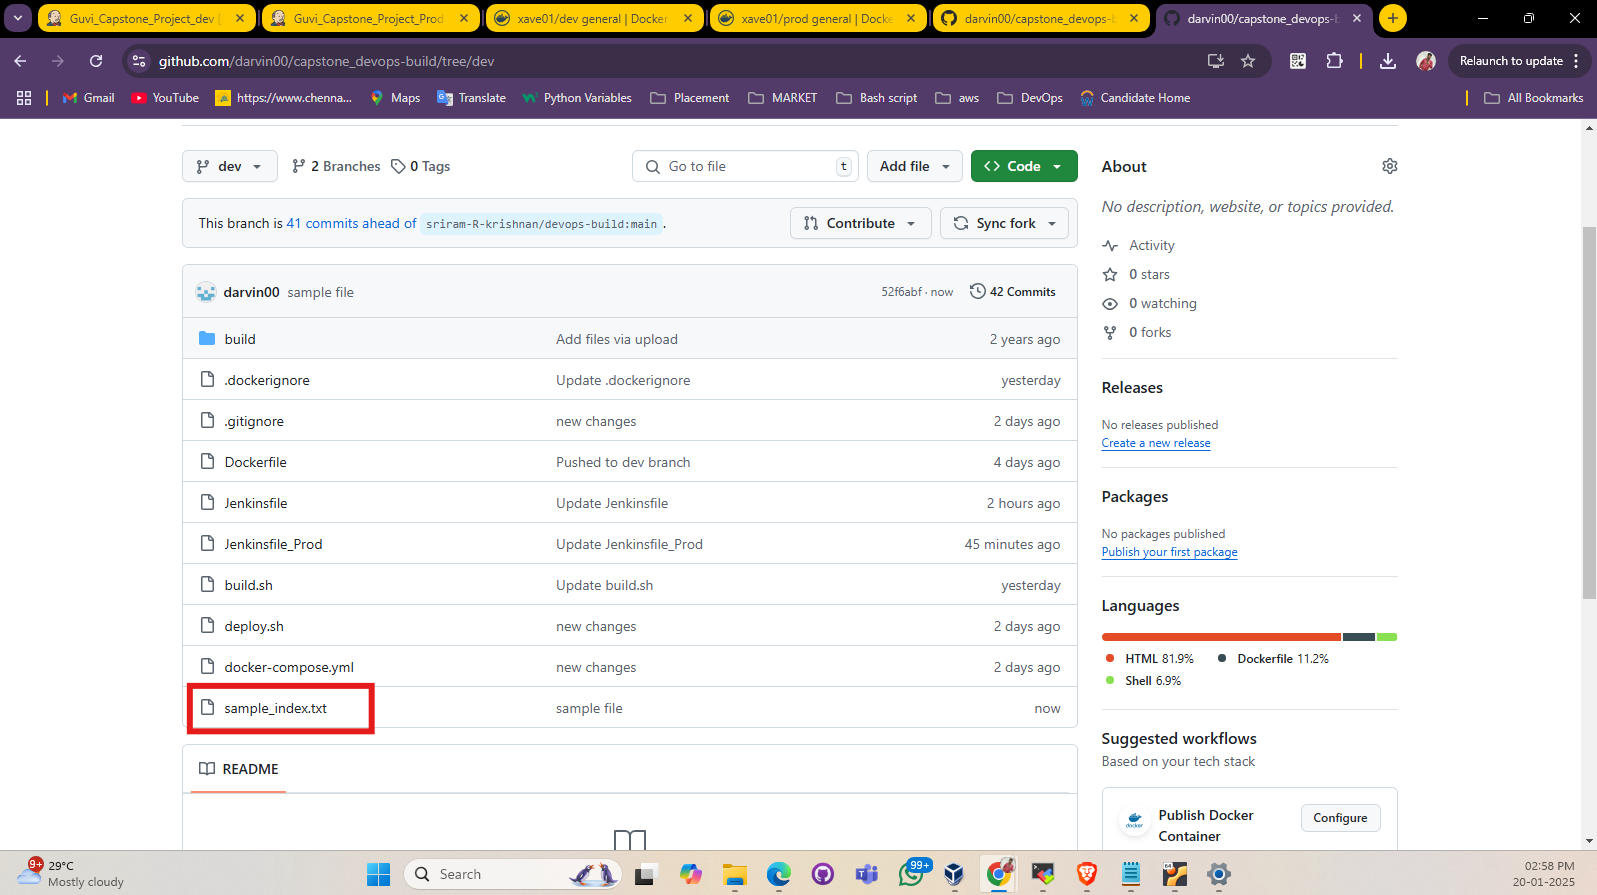 Guvi_Capstone_Project_dev
Guvi_Capstone_Project_Prod
xave01/dev general | Docker
xave01/prod general | Docke
darvin00/capstone_devops-b
darvin00/capstone_devops-b
github.com/darvin00/capstone_devops-build/tree/dev
Relaunch to update
Gmail
YouTube
https://www.chenna...
Maps
Translate
Python Variables
Placement
MARKET
Bash script
aws
DevOps
Candidate Home
All Bookmarks
dev
2 Branches
0 Tags
Go to file
t
Add file
Code
This branch is 41 commits ahead of sriram-R-krishnan/devops-build:main.
Contribute
Sync fork
darvin00 sample file
52f6abf · now
42 Commits
build Add files via upload 2 years ago
.dockerignore Update .dockerignore yesterday
.gitignore new changes 2 days ago
Dockerfile Pushed to dev branch 4 days ago
Jenkinsfile Update Jenkinsfile 2 hours ago
Jenkinsfile_Prod Update Jenkinsfile_Prod 45 minutes ago
build.sh Update build.sh yesterday
deploy.sh new changes 2 days ago
docker-compose.yml new changes 2 days ago
sample_index.txt sample file now
README
About
No description, website, or topics provided.
Activity
0 stars
0 watching
0 forks
Releases
No releases published
Create a new release
Packages
No packages published
Publish your first package
Languages
HTML 81.9%
Dockerfile 11.2%
Shell 6.9%
Suggested workflows
Based on your tech stack
docker
Publish Docker
Container
Configure
9+
29°C
Mostly cloudy
Search
99+
64
02:58 PM
20-01-2025